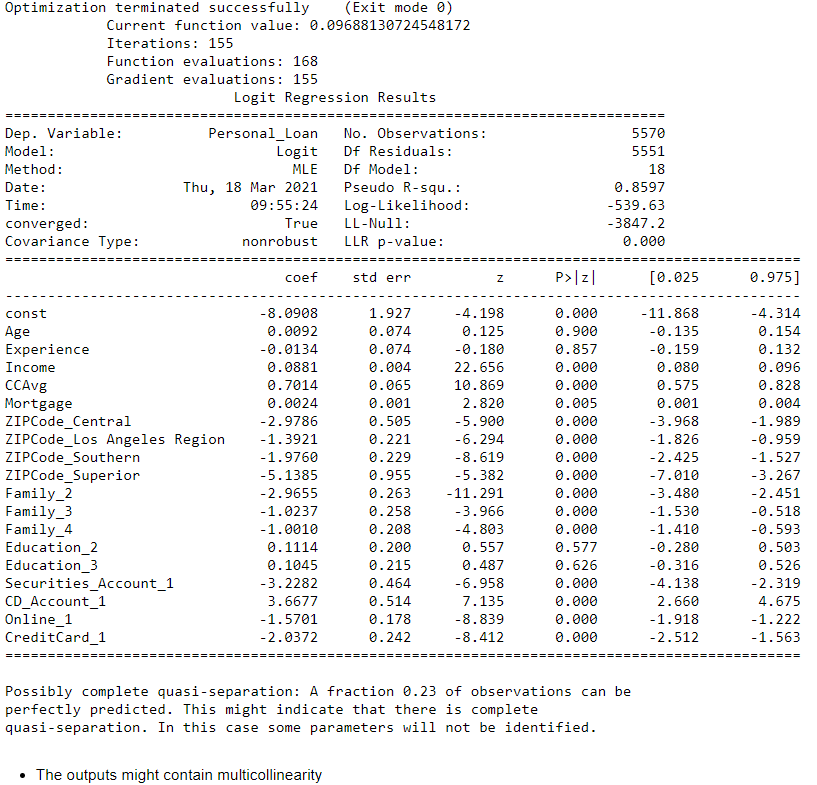 Optimization terminated successfully    (Exit mode 0)
            Current function value: 0.09688130724548172
            Iterations: 155
            Function evaluations: 168
            Gradient evaluations: 155
                           Logit Regression Results
==============================================================================
Dep. Variable:          Personal_Loan   No. Observations:                 5570
Model:                          Logit   Df Residuals:                     5551
Method:                           MLE   Df Model:                           18
Date:                Thu, 18 Mar 2021   Pseudo R-squ.:                  0.8597
Time:                        09:55:24   Log-Likelihood:                -539.63
converged:                       True   LL-Null:                       -3847.2
Covariance Type:            nonrobust   LLR p-value:                     0.000
==============================================================================================
                                 coef    std err          z      P>|z|      [0.025      0.975]
----------------------------------------------------------------------------------------------
const                         -8.0908      1.927     -4.198      0.000     -11.868      -4.314
Age                            0.0092      0.074      0.125      0.900      -0.135       0.154
Experience                    -0.0134      0.074     -0.180      0.857      -0.159       0.132
Income                         0.0881      0.004     22.656      0.000       0.080       0.096
CCAvg                          0.7014      0.065     10.869      0.000       0.575       0.828
Mortgage                       0.0024      0.001      2.820      0.005       0.001       0.004
ZIPCode_Central               -2.9786      0.505     -5.900      0.000      -3.968      -1.989
ZIPCode_Los Angeles Region    -1.3921      0.221     -6.294      0.000      -1.826      -0.959
ZIPCode_Southern              -1.9760      0.229     -8.619      0.000      -2.425      -1.527
ZIPCode_Superior              -5.1385      0.955     -5.382      0.000      -7.010      -3.267
Family_2                      -2.9655      0.263    -11.291      0.000      -3.480      -2.451
Family_3                      -1.0237      0.258     -3.966      0.000      -1.530      -0.518
Family_4                      -1.0010      0.208     -4.803      0.000      -1.410      -0.593
Education_2                    0.1114      0.200      0.557      0.577      -0.280       0.503
Education_3                    0.1045      0.215      0.487      0.626      -0.316       0.526
Securities_Account_1          -3.2282      0.464     -6.958      0.000      -4.138      -2.319
CD_Account_1                   3.6677      0.514      7.135      0.000       2.660       4.675
Online_1                      -1.5701      0.178     -8.839      0.000      -1.918      -1.222
CreditCard_1                  -2.0372      0.242     -8.412      0.000      -2.512      -1.563
==============================================================================================
Possibly complete quasi-separation: A fraction 0.23 of observations can be
perfectly predicted. This might indicate that there is complete
quasi-separation. In this case some parameters will not be identified.
• The outputs might contain multicollinearity